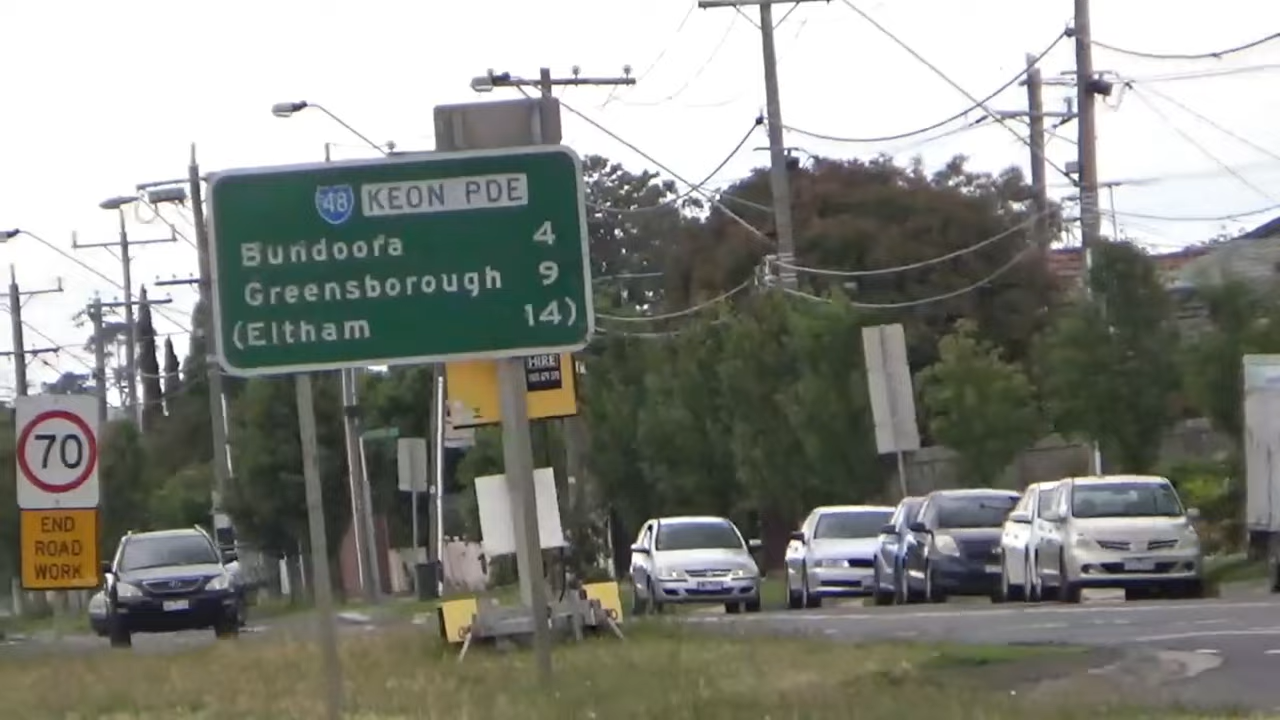 48 KEON PDE
Bundoora 4
Greensborough 9
(Eltham 14)
HIRE
70
END
ROAD
WORK